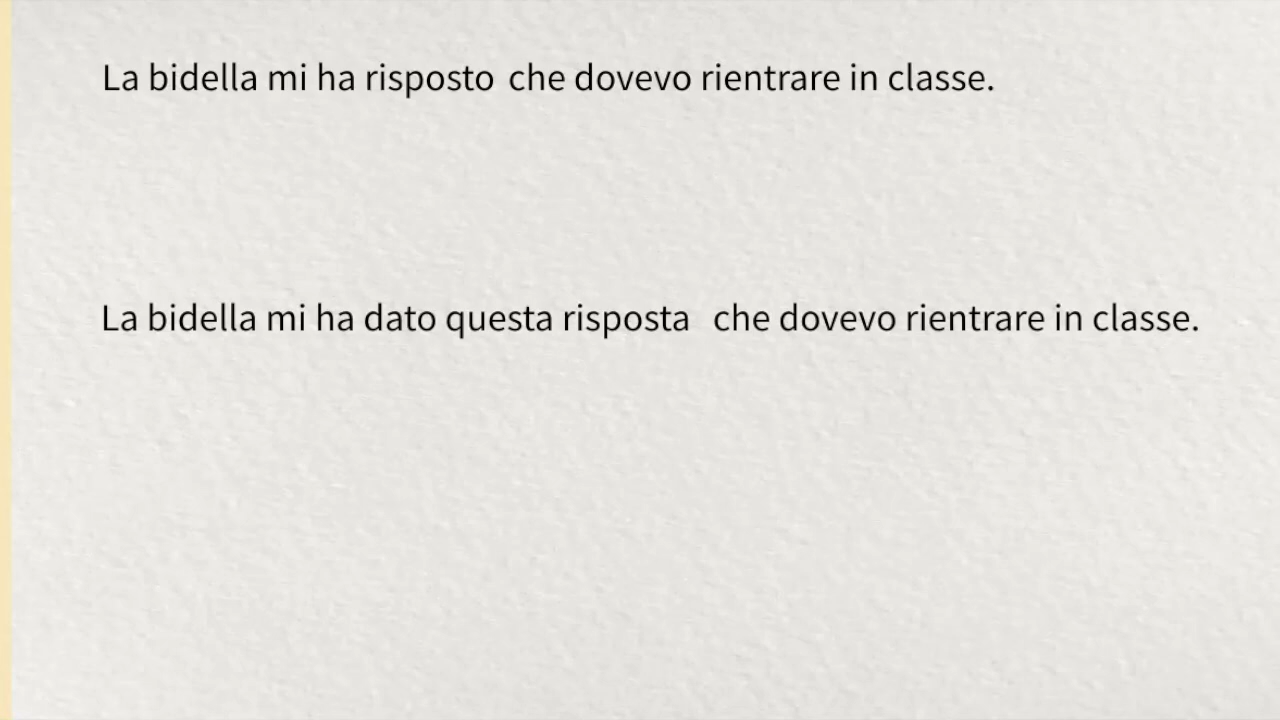 La bidella mi ha risposto che dovevo rientrare in classe.
La bidella mi ha dato questa risposta che dovevo rientrare in classe.